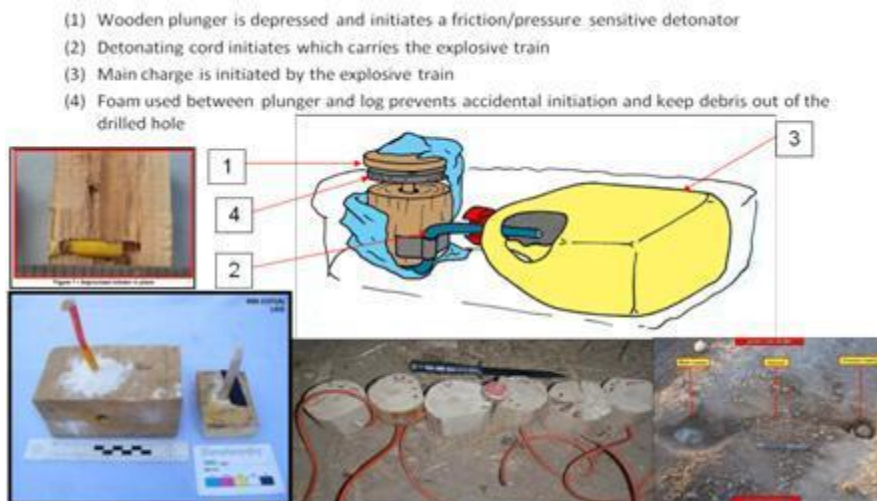 (1) Wooden plunger is depressed and initiates a friction/pressure sensitive detonator
(2) Detonating cord initiates which carries the explosive train
(3) Main charge is initiated by the explosive train
(4) Foam used between plunger and log prevents accidental initiation and keep debris out of the
drilled hole
1
3
4
2